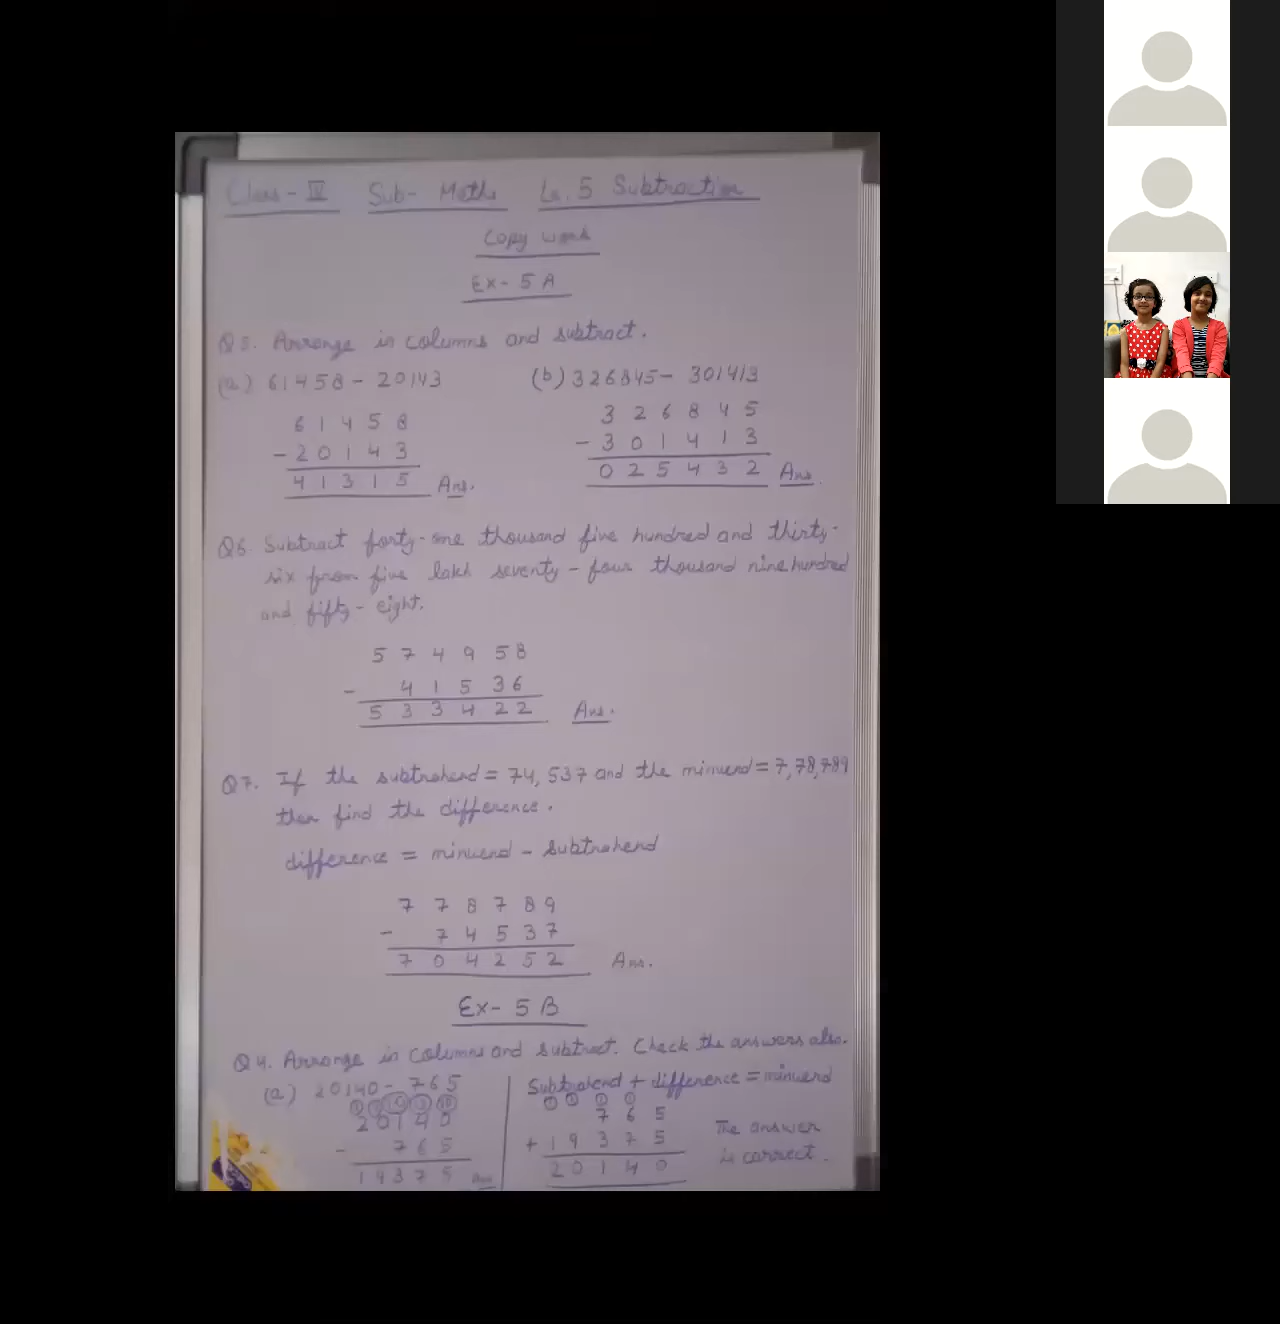 Class - IV Sub - Maths Ls. 5 Subtraction
Copy work
Ex - 5 A
Q5. Arrange in columns and subtract.
(a) 61458 - 20143 (b) 326845 - 301413
6 1 4 5 8
- 2 0 1 4 3
4 1 3 1 5 Ans.
3 2 6 8 4 5
- 3 0 1 4 1 3
0 2 5 4 3 2 Ans.
Q6. Subtract forty-one thousand five hundred and thirty-
six from five lakh seventy-four thousand nine hundred
and fifty-eight.
5 7 4 9 5 8
- 4 1 5 3 6
5 3 3 4 2 2 Ans.
Q7. If the subtrahend = 74,537 and the minuend = 7,78,789
then find the difference.
difference = minuend - subtrahend
7 7 8 7 8 9
- 7 4 5 3 7
7 0 4 2 5 2 Ans.
Ex - 5 B
Q4. Arrange in columns and subtract. Check the answers also.
(a) 20140 - 765
2 0 1 4 0
- 7 6 5
1 9 3 7 5 Ans
Subtrahend + difference = minuend
7 6 5
+ 1 9 3 7 5
2 0 1 4 0
The answer
is correct.